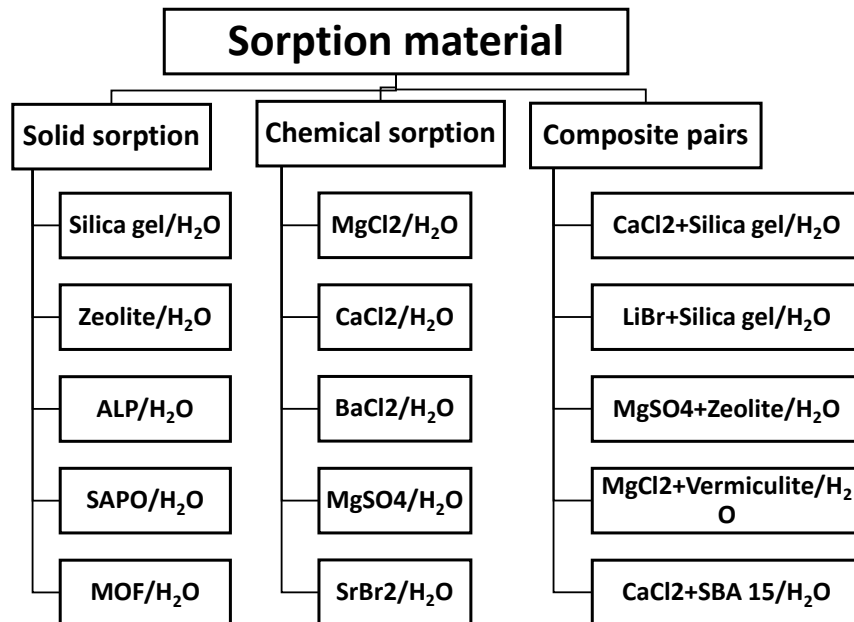 Sorption material
Solid sorption
Chemical sorption
Composite pairs
Silica gel/H₂O
MgCl2/H₂O
CaCl2+Silica gel/H₂O
Zeolite/H₂O
CaCl2/H₂O
LiBr+Silica gel/H₂O
ALP/H₂O
BaCl2/H₂O
MgSO4+Zeolite/H₂O
SAPO/H₂O
MgSO4/H₂O
MgCl2+Vermiculite/H₂
O
MOF/H₂O
SrBr2/H₂O
CaCl2+SBA 15/H₂O